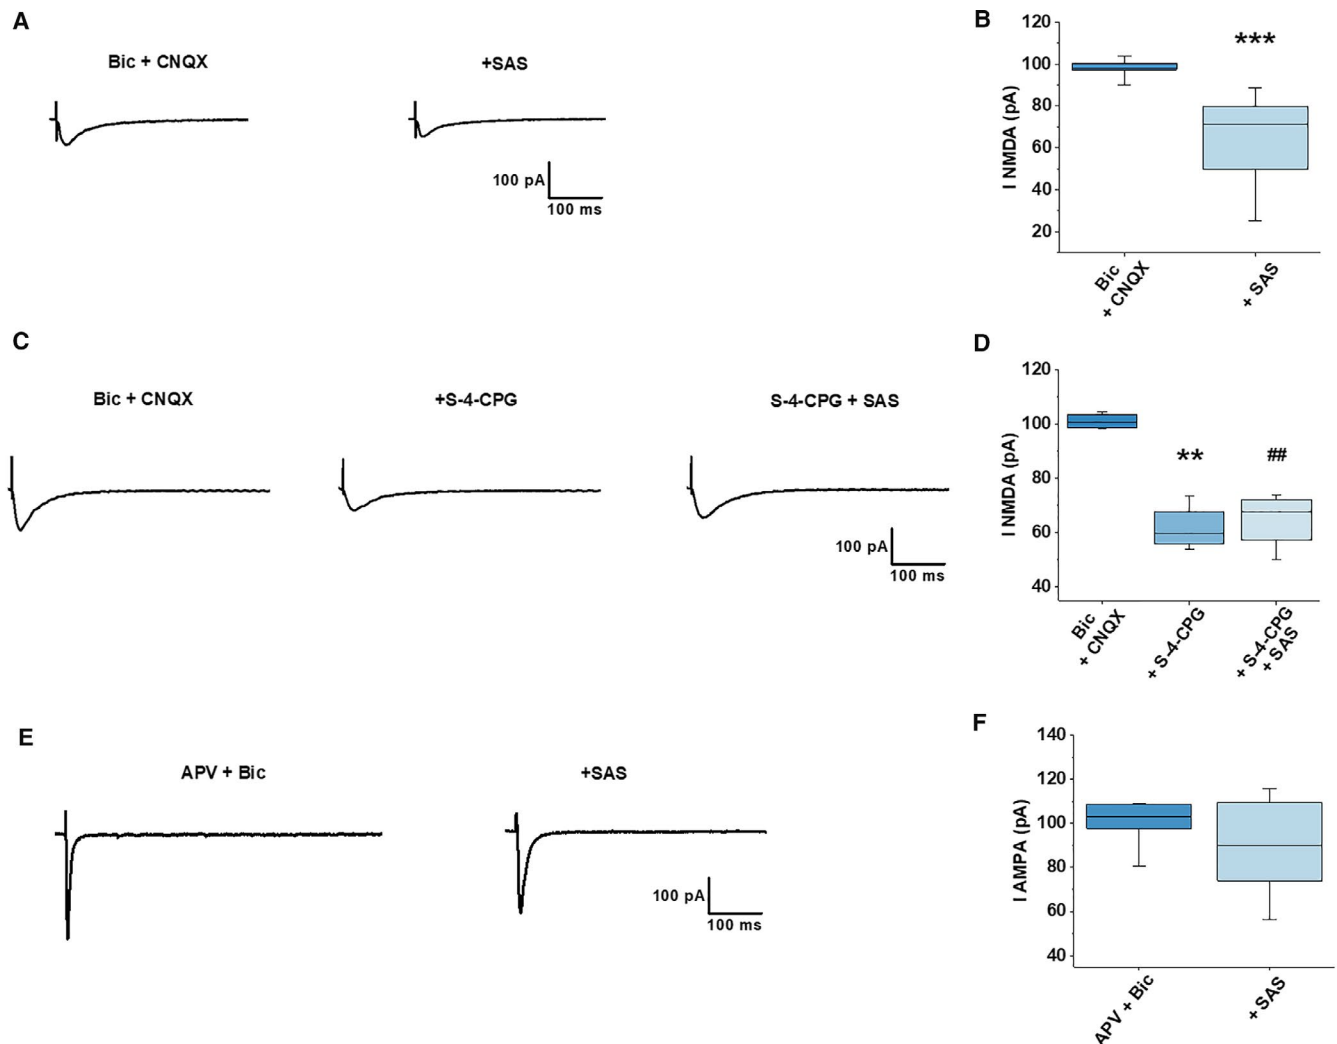 A
Bic + CNQX
+SAS
100 pA
100 ms
B
120
100
80
60
40
20
I NMDA (pA)
***
Bic
+ CNQX
+ SAS
C
Bic + CNQX
+S-4-CPG
S-4-CPG + SAS
100 pA
100 ms
D
120
100
80
60
40
I NMDA (pA)
**
##
Bic
+ CNQX
+ S-4-CPG
+ S-4-CPG
+ SAS
E
APV + Bic
+SAS
100 pA
100 ms
F
140
120
100
80
60
40
I AMPA (pA)
APV + Bic
+ SAS